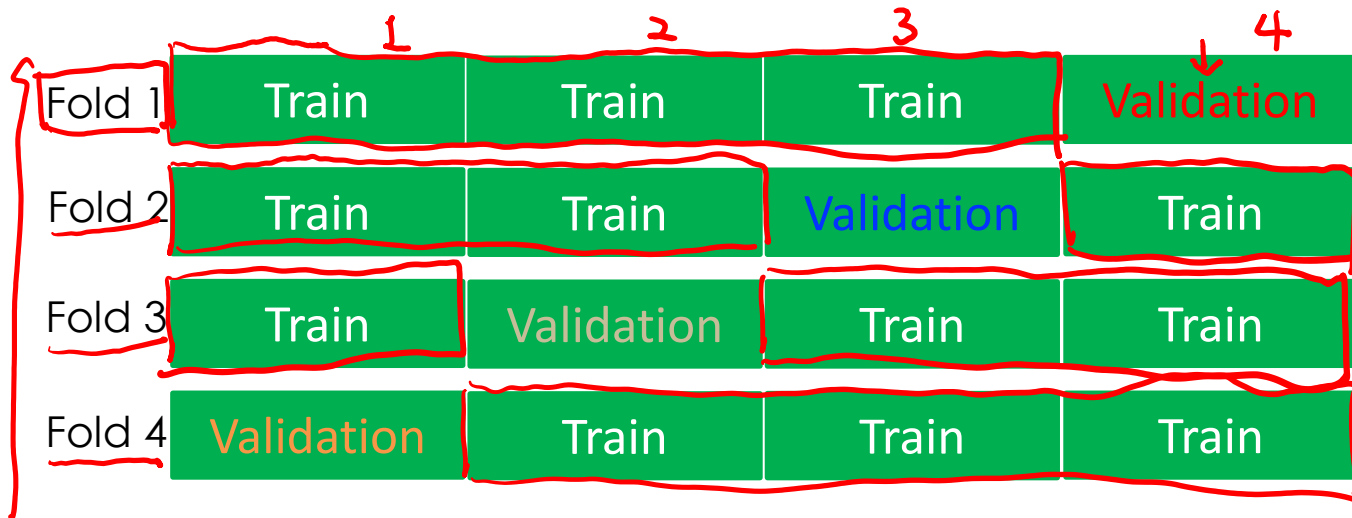 1 2 3 4
Fold 1 Train Train Train Validation
Fold 2 Train Train Validation Train
Fold 3 Train Validation Train Train
Fold 4 Validation Train Train Train